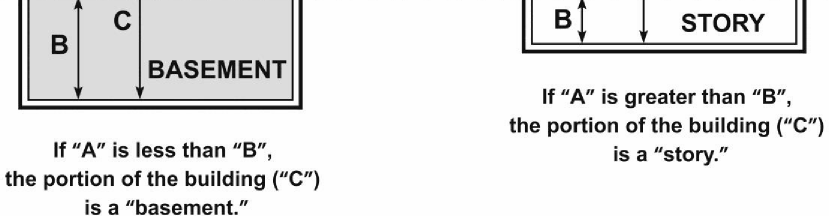 C
B
BASEMENT
If “A” is less than “B”,
the portion of the building (“C”)
is a “basement.”
B
STORY
If “A” is greater than “B”,
the portion of the building (“C”)
is a “story.”